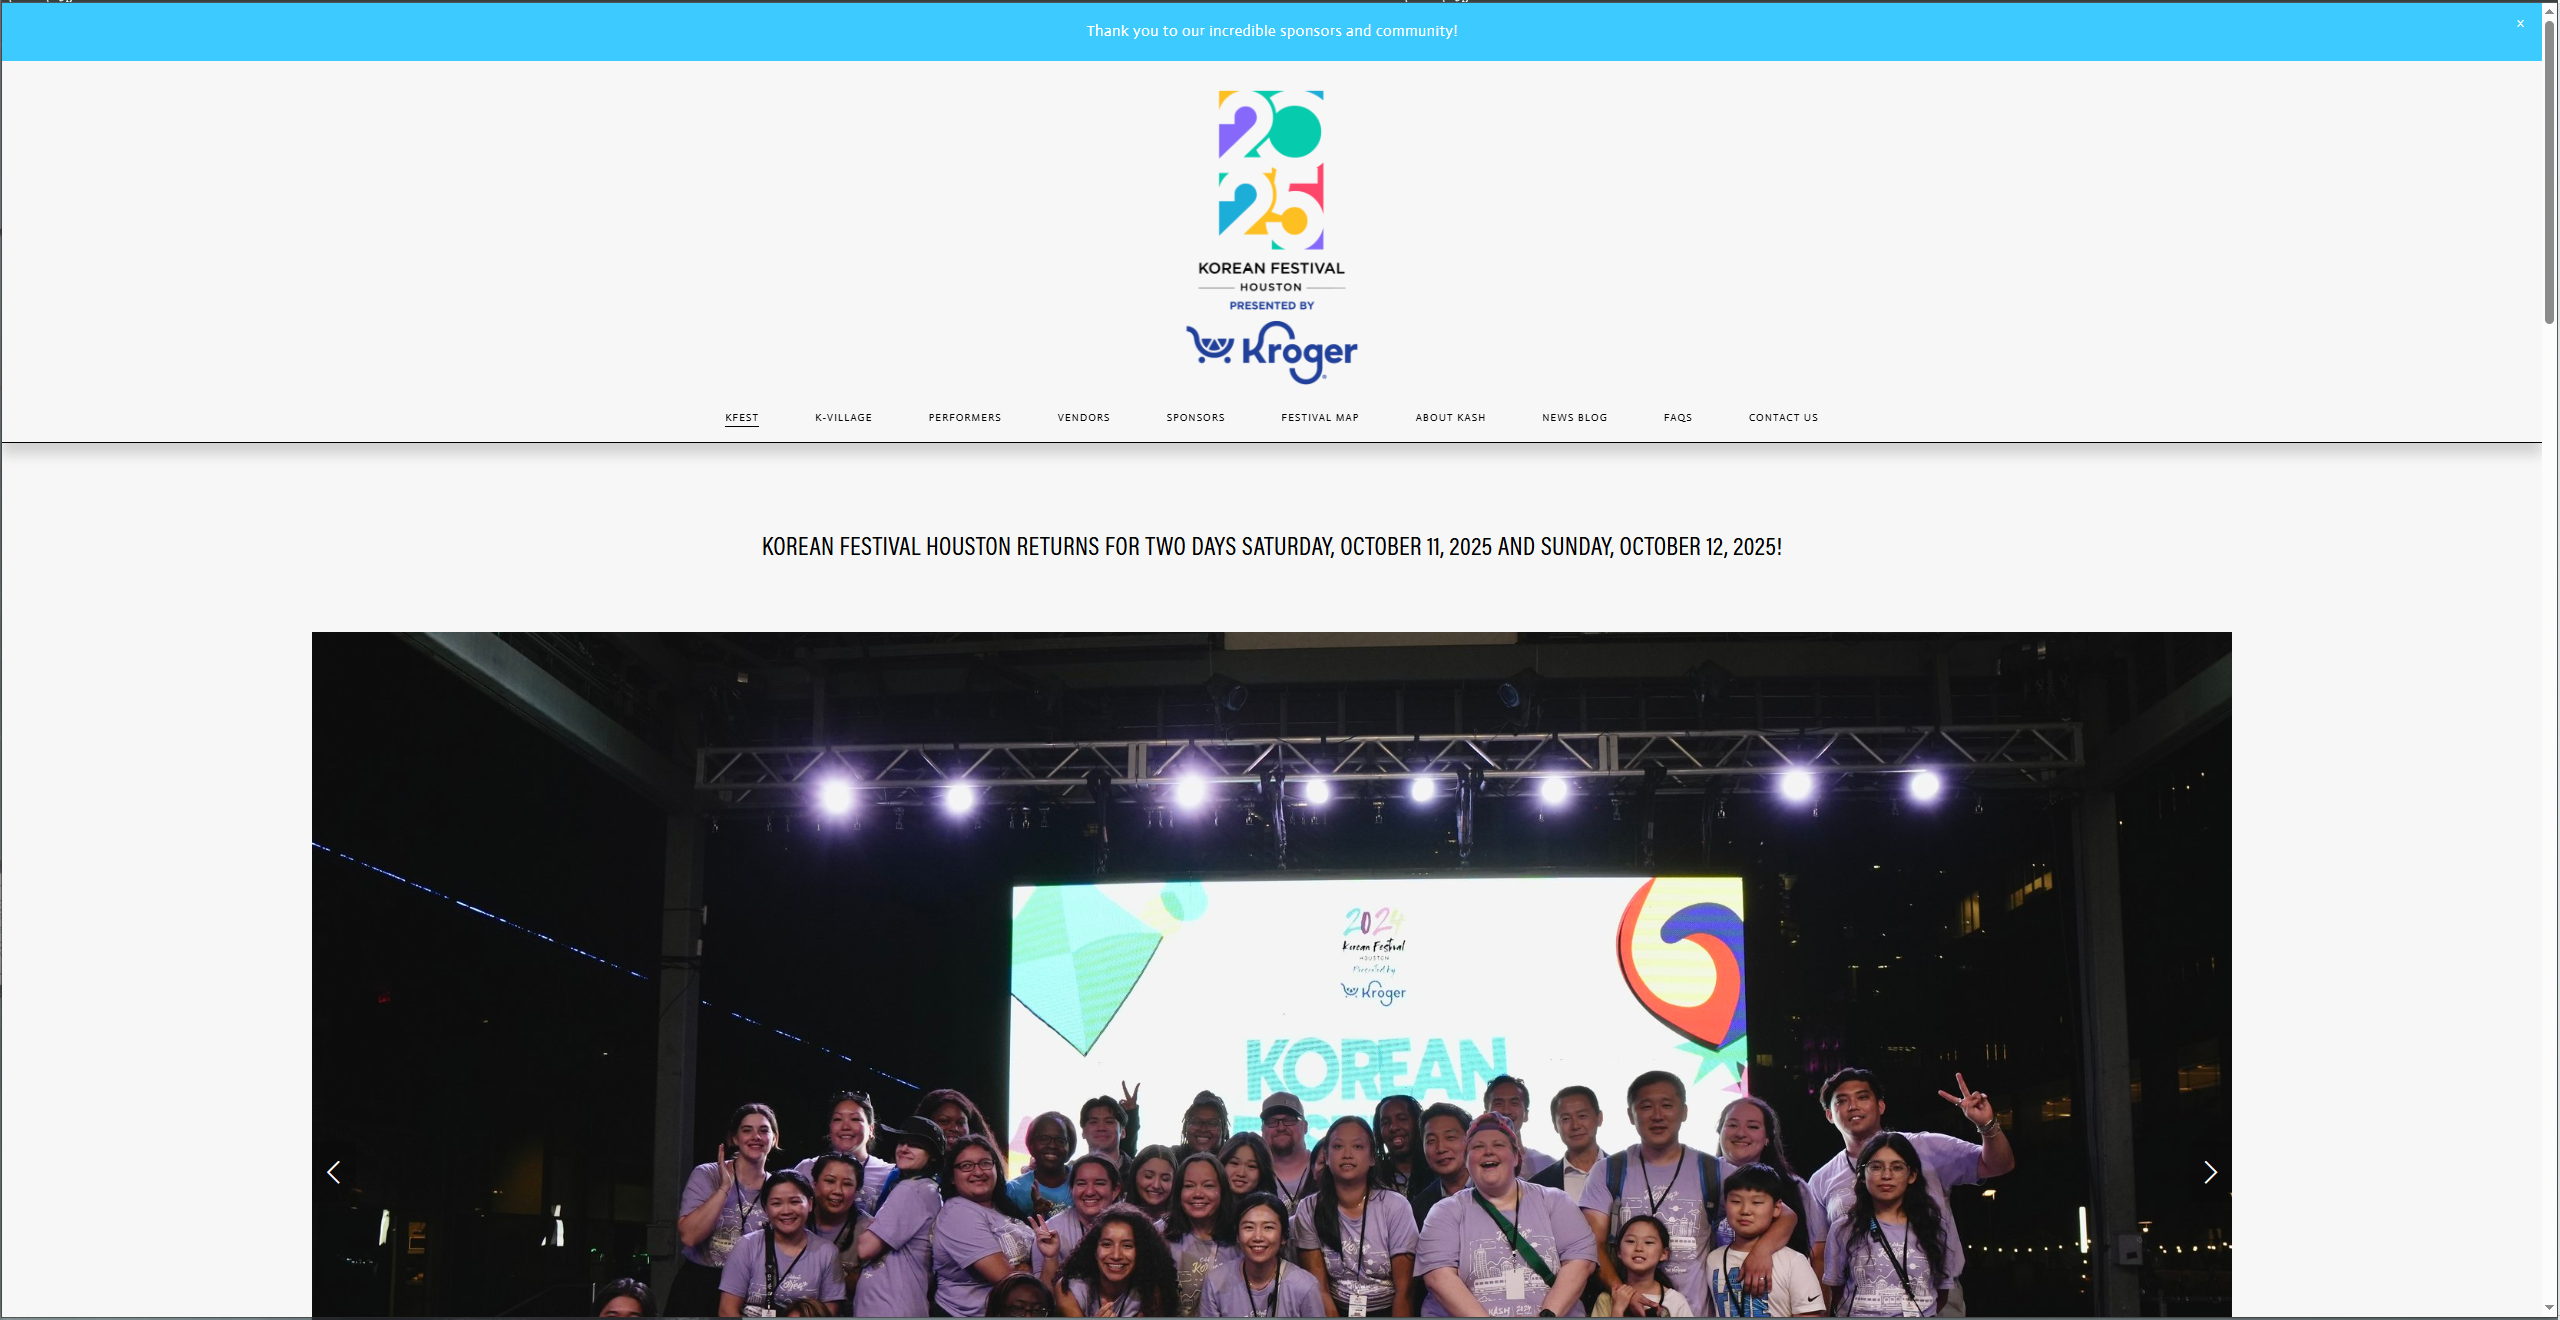 Thank you to our incredible sponsors and community!
×
2025
KOREAN FESTIVAL
HOUSTON
PRESENTED BY
Kroger
KFEST K-VILLAGE PERFORMERS VENDORS SPONSORS FESTIVAL MAP ABOUT KASH NEWS BLOG FAQS CONTACT US
KOREAN FESTIVAL HOUSTON RETURNS FOR TWO DAYS SATURDAY, OCTOBER 11, 2025 AND SUNDAY, OCTOBER 12, 2025!
2024
Korean Festival
HOUSTON
Presented by
Kroger
KOREAN
KASH 2024